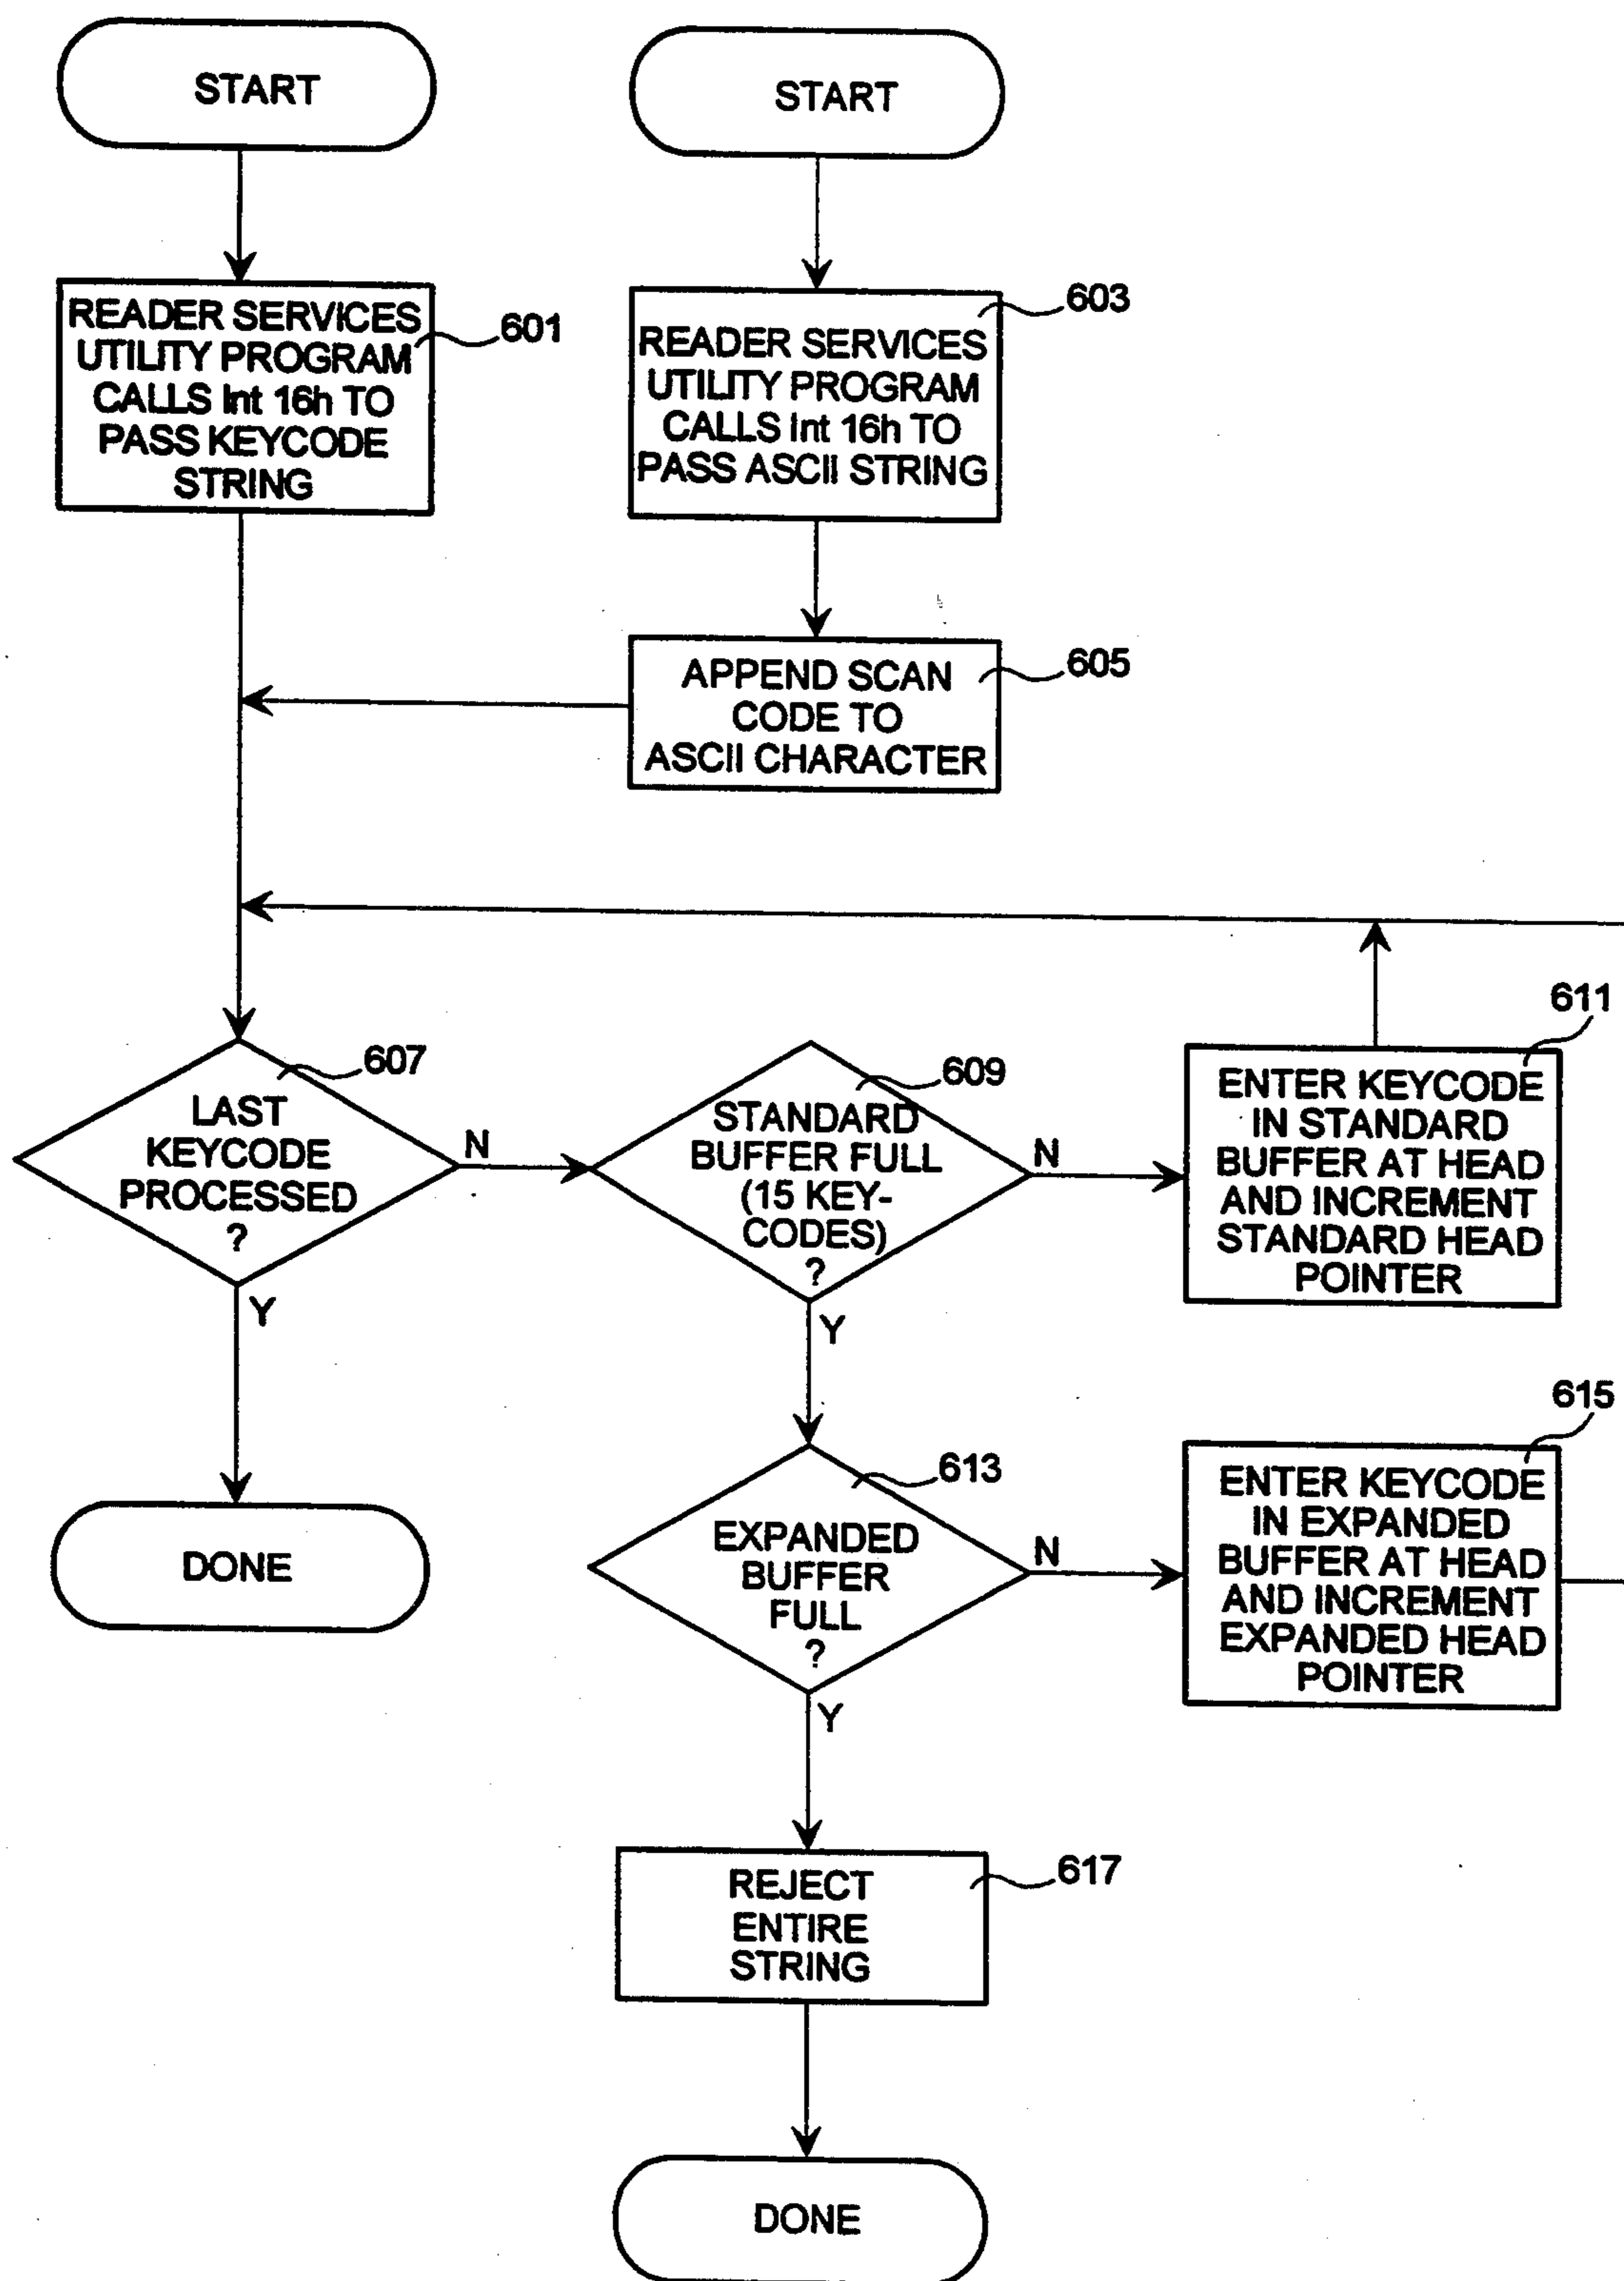 START
START
READER SERVICES
UTILITY PROGRAM
CALLS Int 16h TO
PASS KEYCODE
STRING
601
READER SERVICES
UTILITY PROGRAM
CALLS Int 16h TO
PASS ASCII STRING
603
APPEND SCAN
CODE TO
ASCII CHARACTER
605
LAST
KEYCODE
PROCESSED
?
607
N
Y
STANDARD
BUFFER FULL
(15 KEY-
CODES)
?
609
N
Y
ENTER KEYCODE
IN STANDARD
BUFFER AT HEAD
AND INCREMENT
STANDARD HEAD
POINTER
611
DONE
EXPANDED
BUFFER
FULL
?
613
N
Y
ENTER KEYCODE
IN EXPANDED
BUFFER AT HEAD
AND INCREMENT
EXPANDED HEAD
POINTER
615
REJECT
ENTIRE
STRING
617
DONE